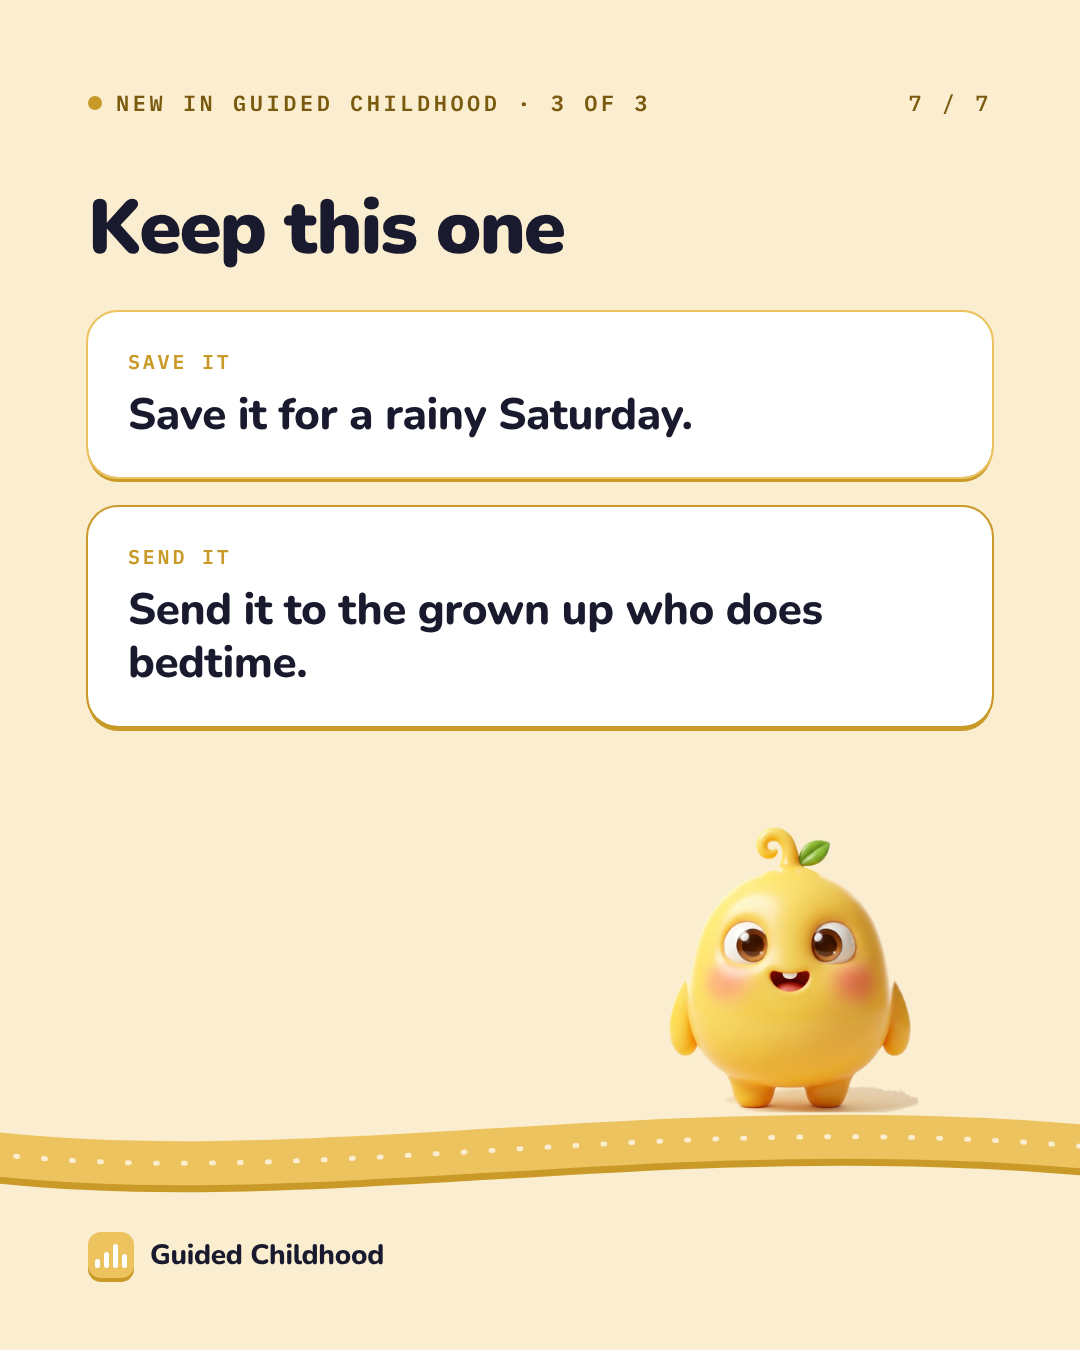 NEW IN GUIDED CHILDHOOD · 3 OF 3
7 / 7
Keep this one
SAVE IT
Save it for a rainy Saturday.
SEND IT
Send it to the grown up who does
bedtime.
Guided Childhood